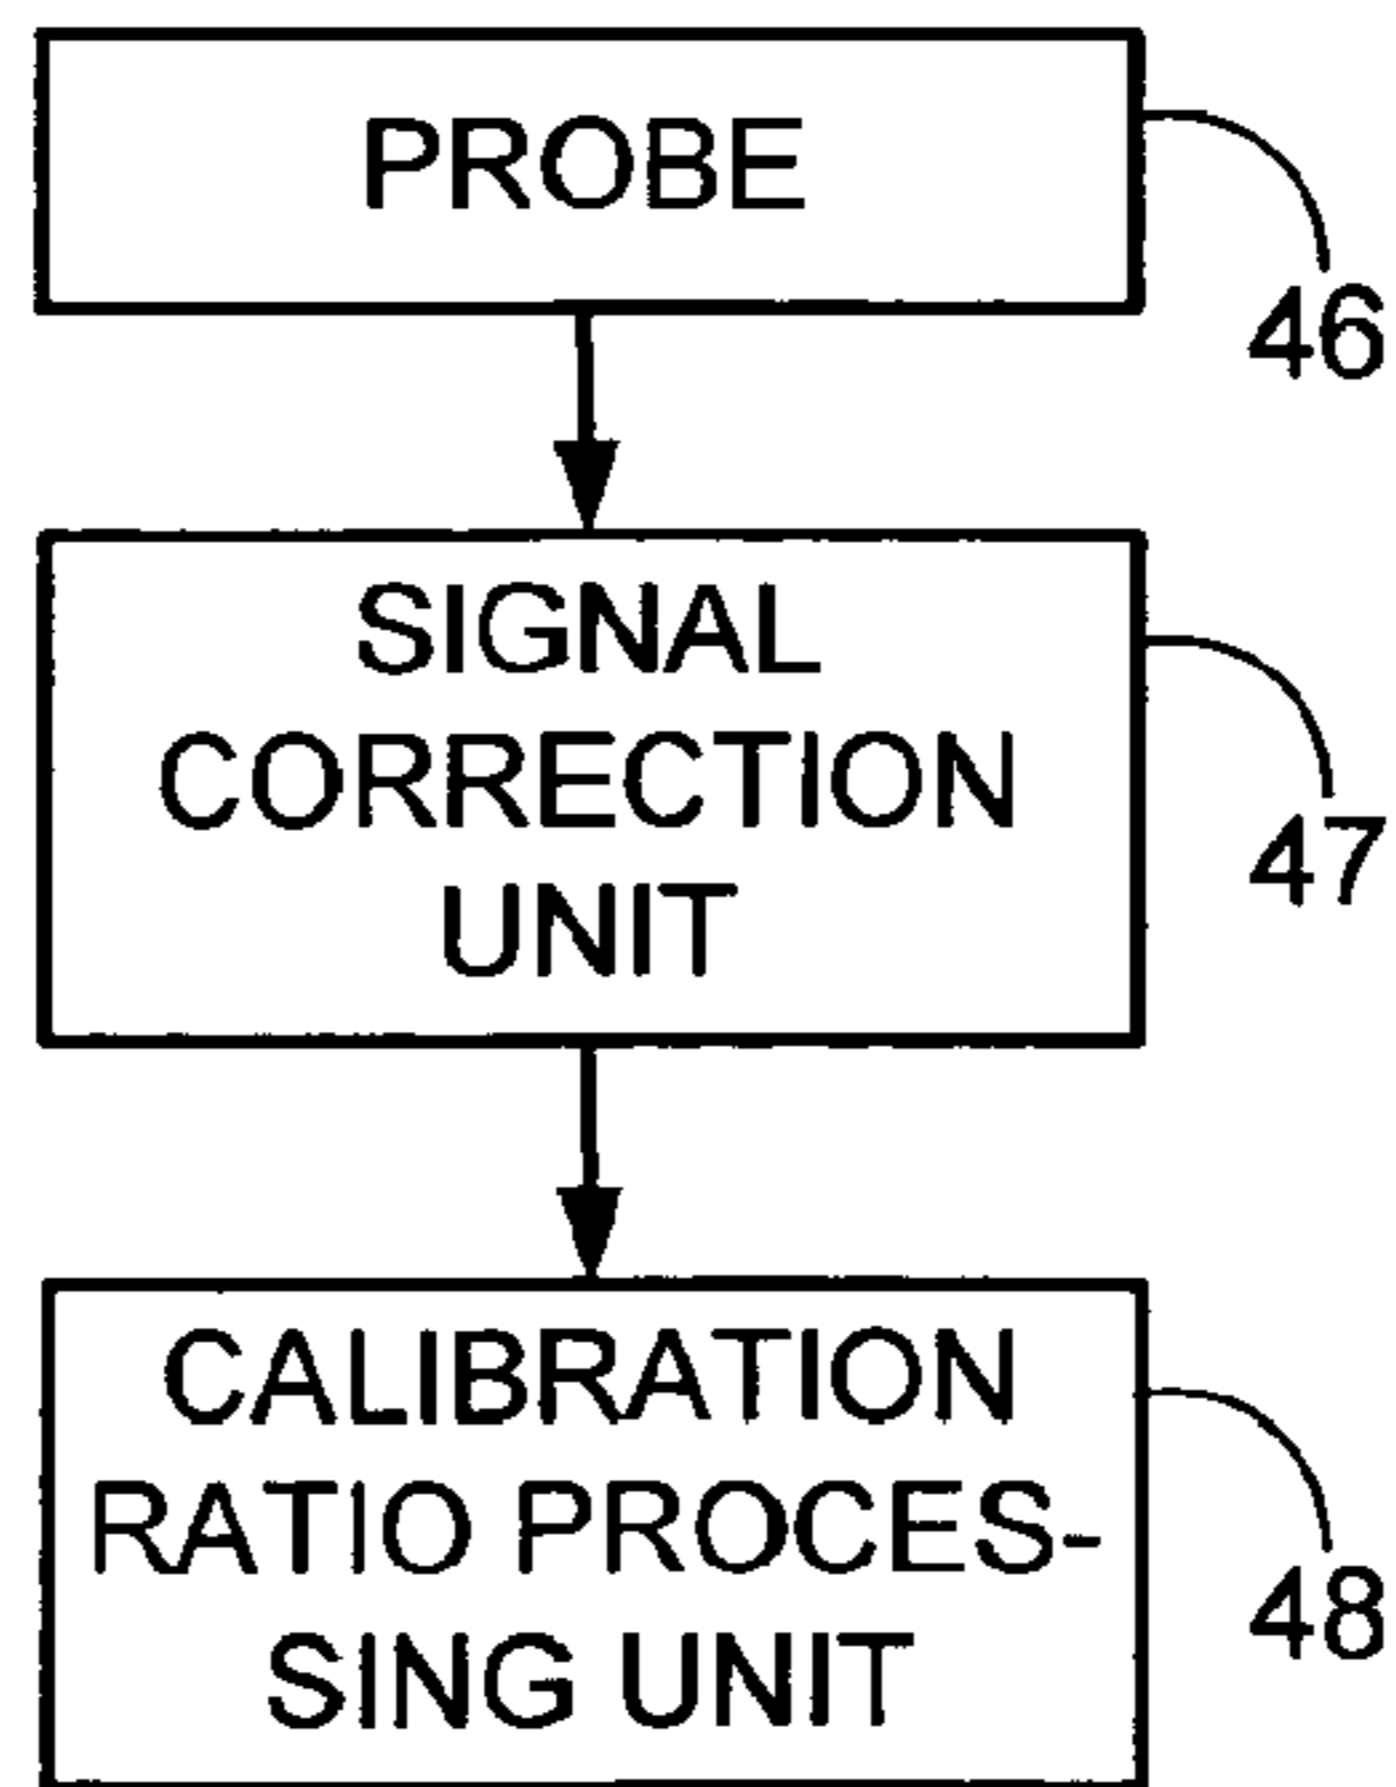 PROBE
46
SIGNAL
CORRECTION
UNIT
47
CALIBRATION
RATIO PROCES-
SING UNIT
48